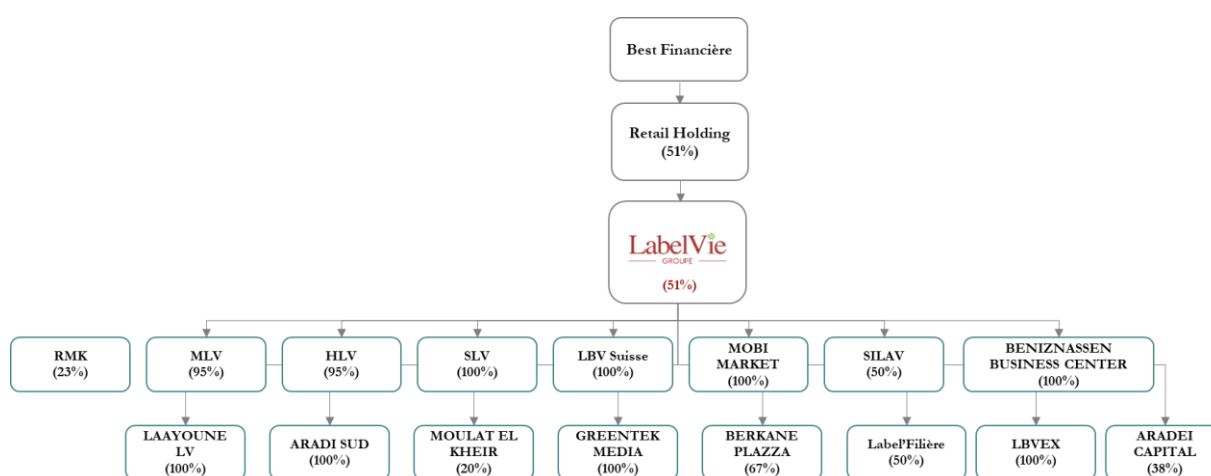 Best Financière
Retail Holding
(51%)
LabelVie
GROUPE
(51%)
RMK
(23%)
MLV
(95%)
HLV
(95%)
SLV
(100%)
LBV Suisse
(100%)
MOBI
MARKET
(100%)
SILAV
(50%)
BENIZNASSEN
BUSINESS CENTER
(100%)
LAAYOUNE
LV
(100%)
ARADI SUD
(100%)
MOULAT EL
KHEIR
(20%)
GREENTEK
MEDIA
(100%)
BERKANE
PLAZZA
(67%)
Label’Filière
(50%)
LBVEX
(100%)
ARADEI
CAPITAL
(38%)